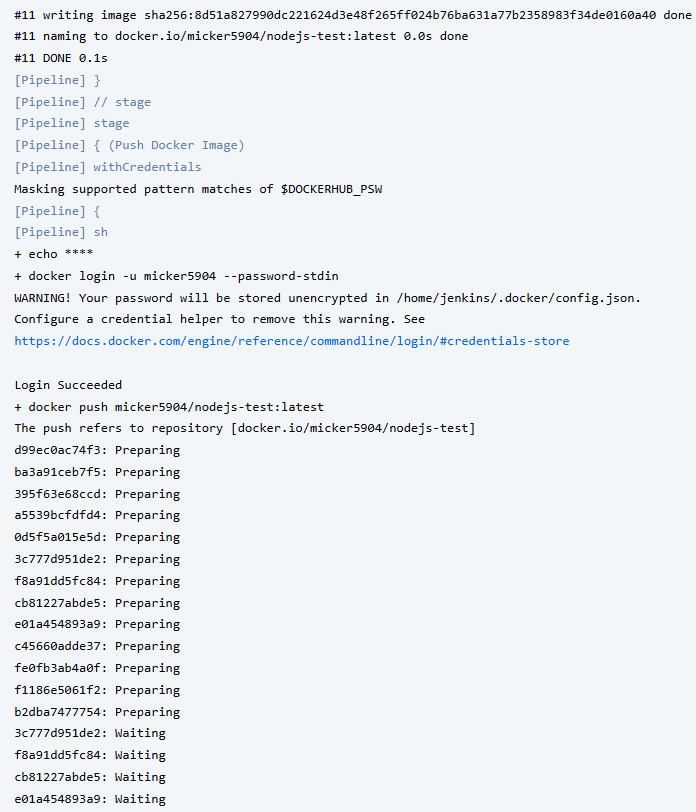 #11 writing image sha256:8d51a827990dc221624d3e48f265ff024b76ba631a77b2358983f34de0160a40 done
#11 naming to docker.io/micker5904/nodejs-test:latest 0.0s done
#11 DONE 0.1s
[Pipeline] }
[Pipeline] // stage
[Pipeline] stage
[Pipeline] { (Push Docker Image)
[Pipeline] withCredentials
Masking supported pattern matches of $DOCKERHUB_PSW
[Pipeline] {
[Pipeline] sh
+ echo ****
+ docker login -u micker5904 --password-stdin
WARNING! Your password will be stored unencrypted in /home/jenkins/.docker/config.json.
Configure a credential helper to remove this warning. See
https://docs.docker.com/engine/reference/commandline/login/#credentials-store
Login Succeeded
+ docker push micker5904/nodejs-test:latest
The push refers to repository [docker.io/micker5904/nodejs-test]
d99ec0ac74f3: Preparing
ba3a91ceb7f5: Preparing
395f63e68ccd: Preparing
a5539bcfdfd4: Preparing
0d5f5a015e5d: Preparing
3c777d951de2: Preparing
f8a91dd5fc84: Preparing
cb81227abde5: Preparing
e01a454893a9: Preparing
c45660adde37: Preparing
fe0fb3ab4a0f: Preparing
f1186e5061f2: Preparing
b2dba7477754: Preparing
3c777d951de2: Waiting
f8a91dd5fc84: Waiting
cb81227abde5: Waiting
e01a454893a9: Waiting